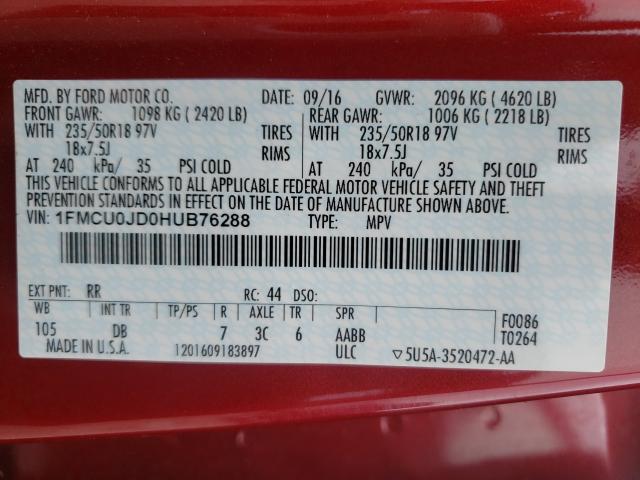 MFD. BY FORD MOTOR CO. DATE: 09/16 GVWR: 2096 KG ( 4620 LB)
FRONT GAWR: 1098 KG ( 2420 LB) REAR GAWR: 1006 KG ( 2218 LB)
WITH 235/50R18 97V TIRES WITH 235/50R18 97V TIRES
18x7.5J RIMS 18x7.5J RIMS
AT 240 kPa/ 35 PSI COLD AT 240 kPa/ 35 PSI COLD
THIS VEHICLE CONFORMS TO ALL APPLICABLE FEDERAL MOTOR VEHICLE SAFETY AND THEFT
PREVENTION STANDARDS IN EFFECT ON THE DATE OF MANUFACTURE SHOWN ABOVE.
VIN: 1FMCU0JD0HUB76288 TYPE: MPV
EXT PNT: RR RC: 44 DSO:
WB INT TR TP/PS R AXLE TR SPR F0086
105 DB 7 3C 6 AABB T0264
MADE IN U.S.A. 1201609183897 ULC ▽5U5A-3520472-AA